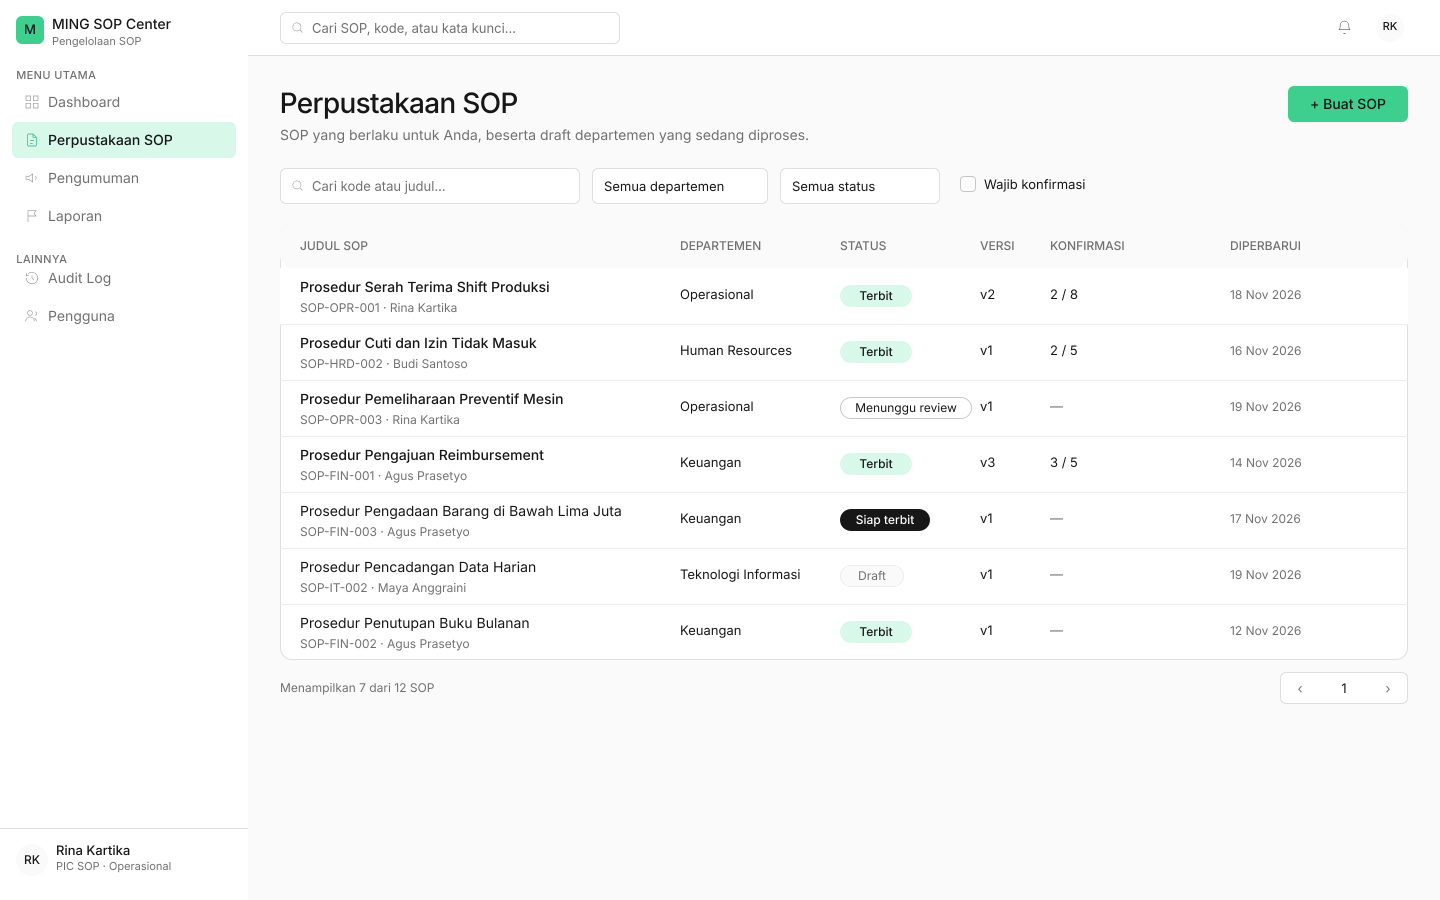 M
MING SOP Center
Pengelolaan SOP
MENU UTAMA
Dashboard
Perpustakaan SOP
Pengumuman
Laporan
LAINNYA
Audit Log
Pengguna
RK
Rina Kartika
PIC SOP · Operasional
Cari SOP, kode, atau kata kunci...
RK
Perpustakaan SOP
SOP yang berlaku untuk Anda, beserta draft departemen yang sedang diproses.
+ Buat SOP
Cari kode atau judul...
Semua departemen
Semua status
Wajib konfirmasi
JUDUL SOP DEPARTEMEN STATUS VERSI KONFIRMASI DIPERBARUI
Prosedur Serah Terima Shift Produksi
SOP-OPR-001 · Rina Kartika
Operasional Terbit v2 2 / 8 18 Nov 2026
Prosedur Cuti dan Izin Tidak Masuk
SOP-HRD-002 · Budi Santoso
Human Resources Terbit v1 2 / 5 16 Nov 2026
Prosedur Pemeliharaan Preventif Mesin
SOP-OPR-003 · Rina Kartika
Operasional Menunggu review v1 — 19 Nov 2026
Prosedur Pengajuan Reimbursement
SOP-FIN-001 · Agus Prasetyo
Keuangan Terbit v3 3 / 5 14 Nov 2026
Prosedur Pengadaan Barang di Bawah Lima Juta
SOP-FIN-003 · Agus Prasetyo
Keuangan Siap terbit v1 — 17 Nov 2026
Prosedur Pencadangan Data Harian
SOP-IT-002 · Maya Anggraini
Teknologi Informasi Draft v1 — 19 Nov 2026
Prosedur Penutupan Buku Bulanan
SOP-FIN-002 · Agus Prasetyo
Keuangan Terbit v1 — 12 Nov 2026
Menampilkan 7 dari 12 SOP
‹ 1 ›